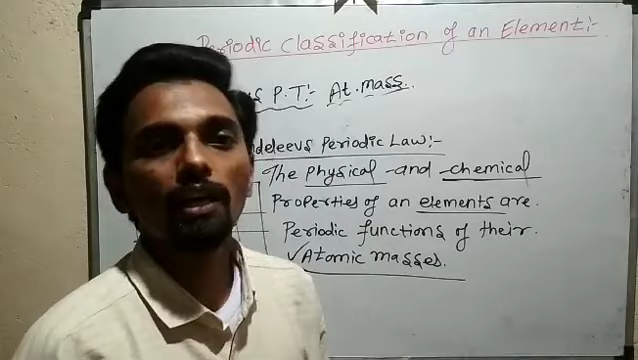 Periodic classification of an Element:-
P.T:- At. mass
deleevs Periodic Law:-
The Physical and chemical
Properties of an elements are.
Periodic functions of their.
✓Atomic masses.